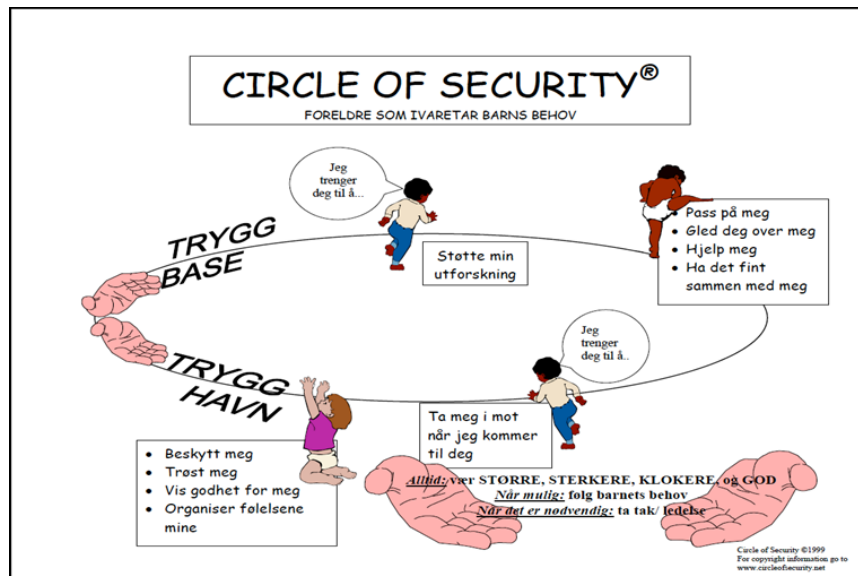 CIRCLE OF SECURITY®
FORELDRE SOM IVARETAR BARNS BEHOV
Jeg
trenger
deg til å...
TRYGG
BASE
Støtte min
utforskning
• Pass på meg
• Gled deg over meg
• Hjelp meg
• Ha det fint
sammen med meg
Jeg
trenger
deg til å..
TRYGG
HAVN
Ta meg i mot
når jeg kommer
til deg
• Beskytt meg
• Trøst meg
• Vis godhet for meg
• Organiser følelsene
mine
Alltid: vær STØRRE, STERKERE, KLOKERE, og GOD
Når mulig: følg barnets behov
Når det er nødvendig: ta tak/ ledelse
Circle of Security ©1999
For copyright information go to
www.circleofsecurity.net